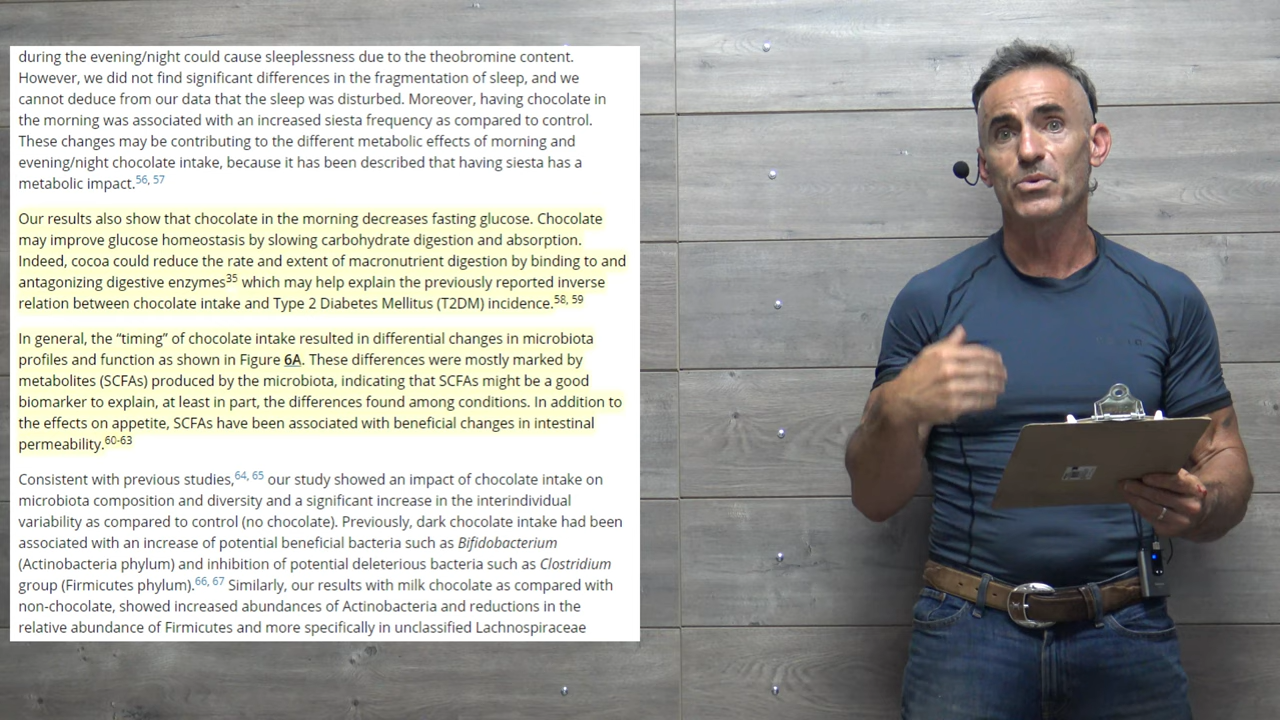 during the evening/night could cause sleeplessness due to the theobromine content.
However, we did not find significant differences in the fragmentation of sleep, and we
cannot deduce from our data that the sleep was disturbed. Moreover, having chocolate in
the morning was associated with an increased siesta frequency as compared to control.
These changes may be contributing to the different metabolic effects of morning and
evening/night chocolate intake, because it has been described that having siesta has a
metabolic impact.56, 57
Our results also show that chocolate in the morning decreases fasting glucose. Chocolate
may improve glucose homeostasis by slowing carbohydrate digestion and absorption.
Indeed, cocoa could reduce the rate and extent of macronutrient digestion by binding to and
antagonizing digestive enzymes35 which may help explain the previously reported inverse
relation between chocolate intake and Type 2 Diabetes Mellitus (T2DM) incidence.58, 59
In general, the “timing” of chocolate intake resulted in differential changes in microbiota
profiles and function as shown in Figure 6A. These differences were mostly marked by
metabolites (SCFAs) produced by the microbiota, indicating that SCFAs might be a good
biomarker to explain, at least in part, the differences found among conditions. In addition to
the effects on appetite, SCFAs have been associated with beneficial changes in intestinal
permeability.60-63
Consistent with previous studies,64, 65 our study showed an impact of chocolate intake on
microbiota composition and diversity and a significant increase in the interindividual
variability as compared to control (no chocolate). Previously, dark chocolate intake had been
associated with an increase of potential beneficial bacteria such as Bifidobacterium
(Actinobacteria phylum) and inhibition of potential deleterious bacteria such as Clostridium
group (Firmicutes phylum).66, 67 Similarly, our results with milk chocolate as compared with
non-chocolate, showed increased abundances of Actinobacteria and reductions in the
relative abundance of Firmicutes and more specifically in unclassified Lachnospiraceae